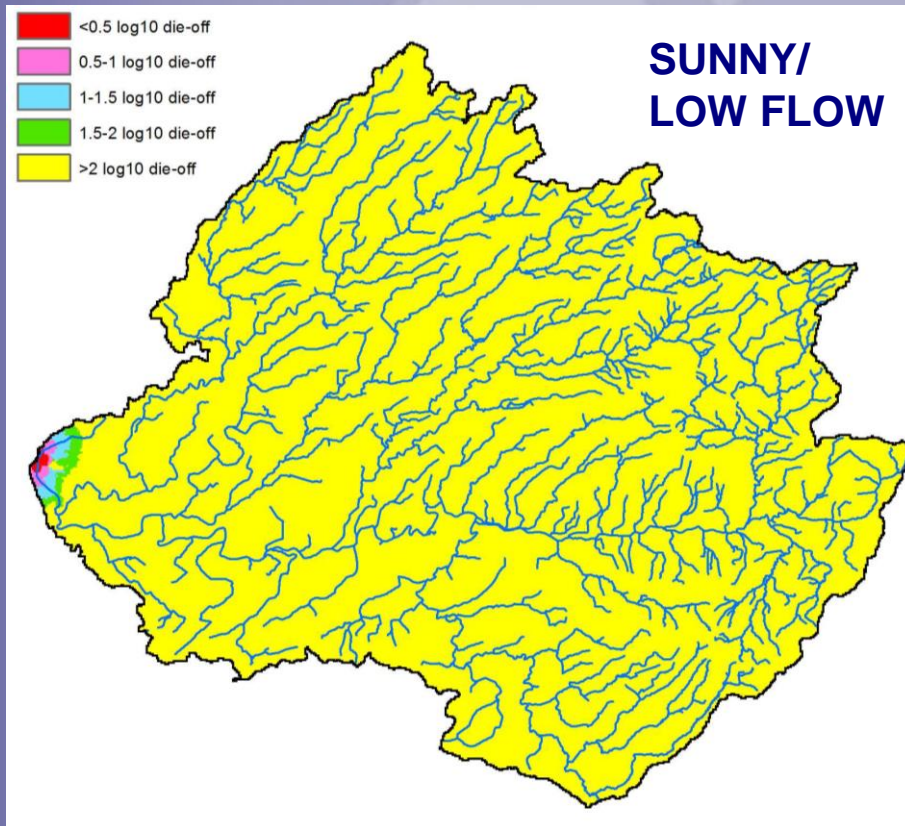 <0.5 log10 die-off
0.5-1 log10 die-off
1-1.5 log10 die-off
1.5-2 log10 die-off
>2 log10 die-off
SUNNY/
LOW FLOW